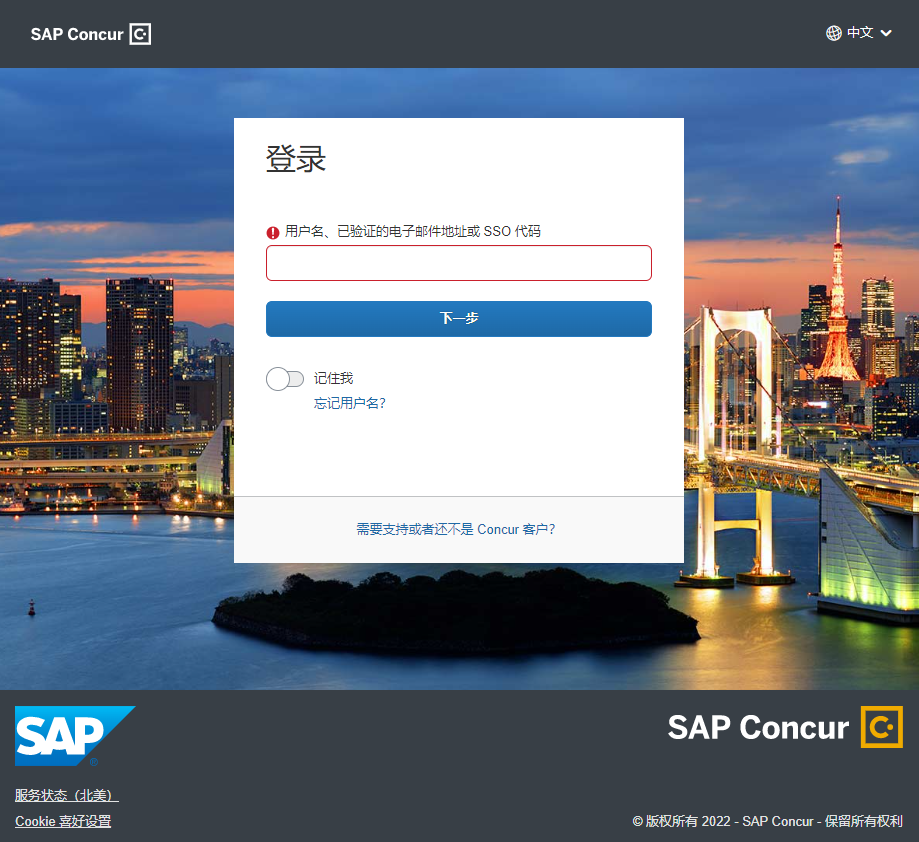 SAP Concur
中文
登录
用户名、已验证的电子邮件地址或 SSO 代码
下一步
记住我
忘记用户名?
需要支持或者还不是 Concur 客户?
SAP
®
SAP Concur
服务状态（北美）
Cookie 喜好设置
© 版权所有 2022 - SAP Concur - 保留所有权利